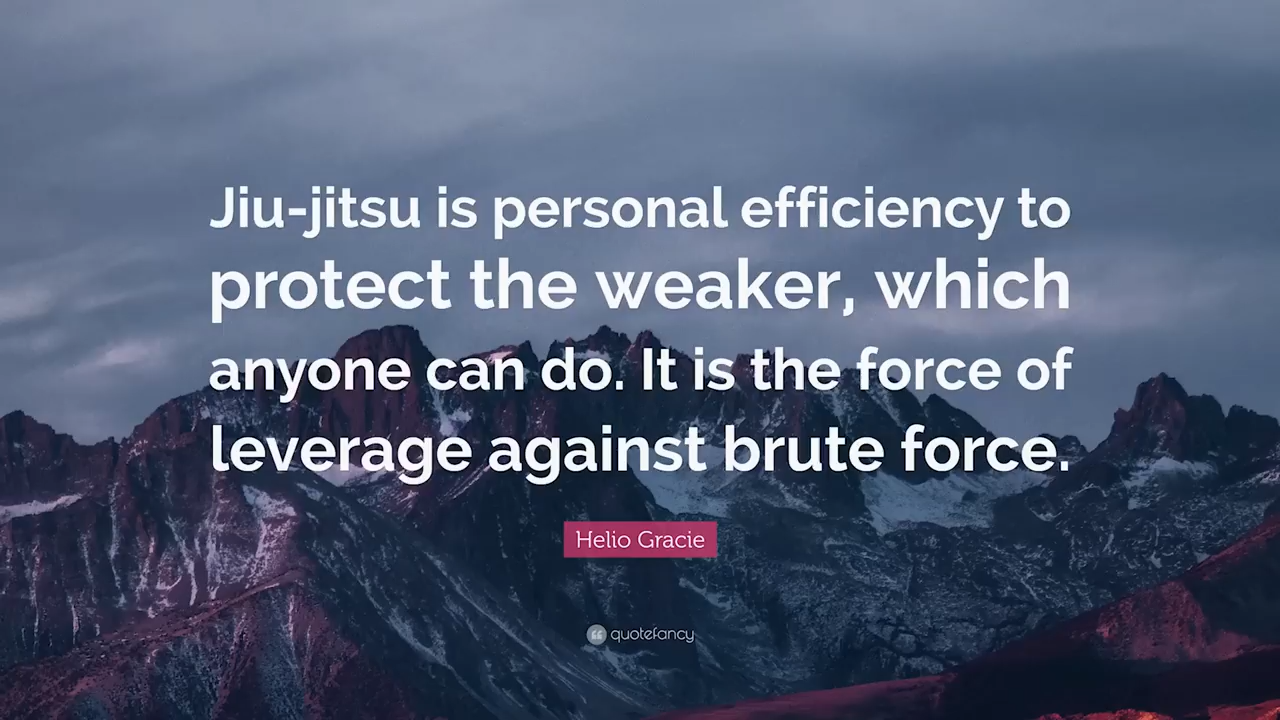 Jiu-jitsu is personal efficiency to
protect the weaker, which
anyone can do. It is the force of
leverage against brute force.
Helio Gracie
quotefancy